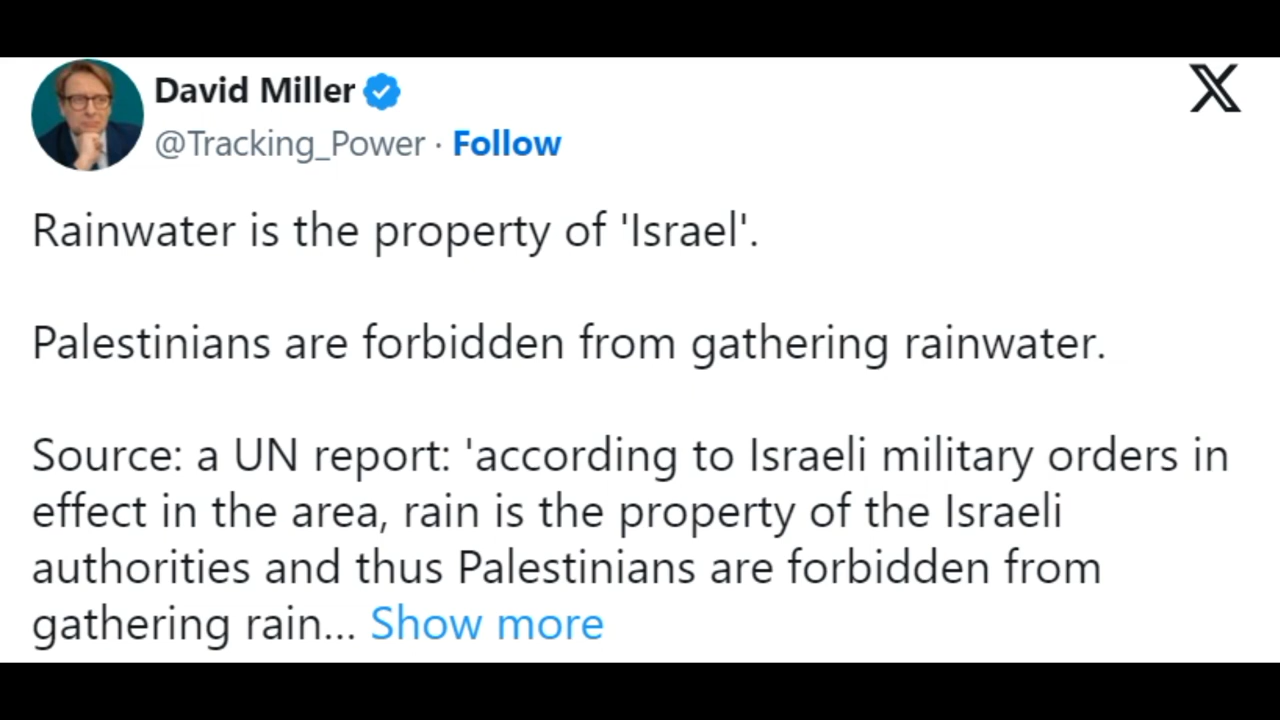 David Miller
@Tracking_Power · Follow
Rainwater is the property of 'Israel'.
Palestinians are forbidden from gathering rainwater.
Source: a UN report: 'according to Israeli military orders in
effect in the area, rain is the property of the Israeli
authorities and thus Palestinians are forbidden from
gathering rain... Show more